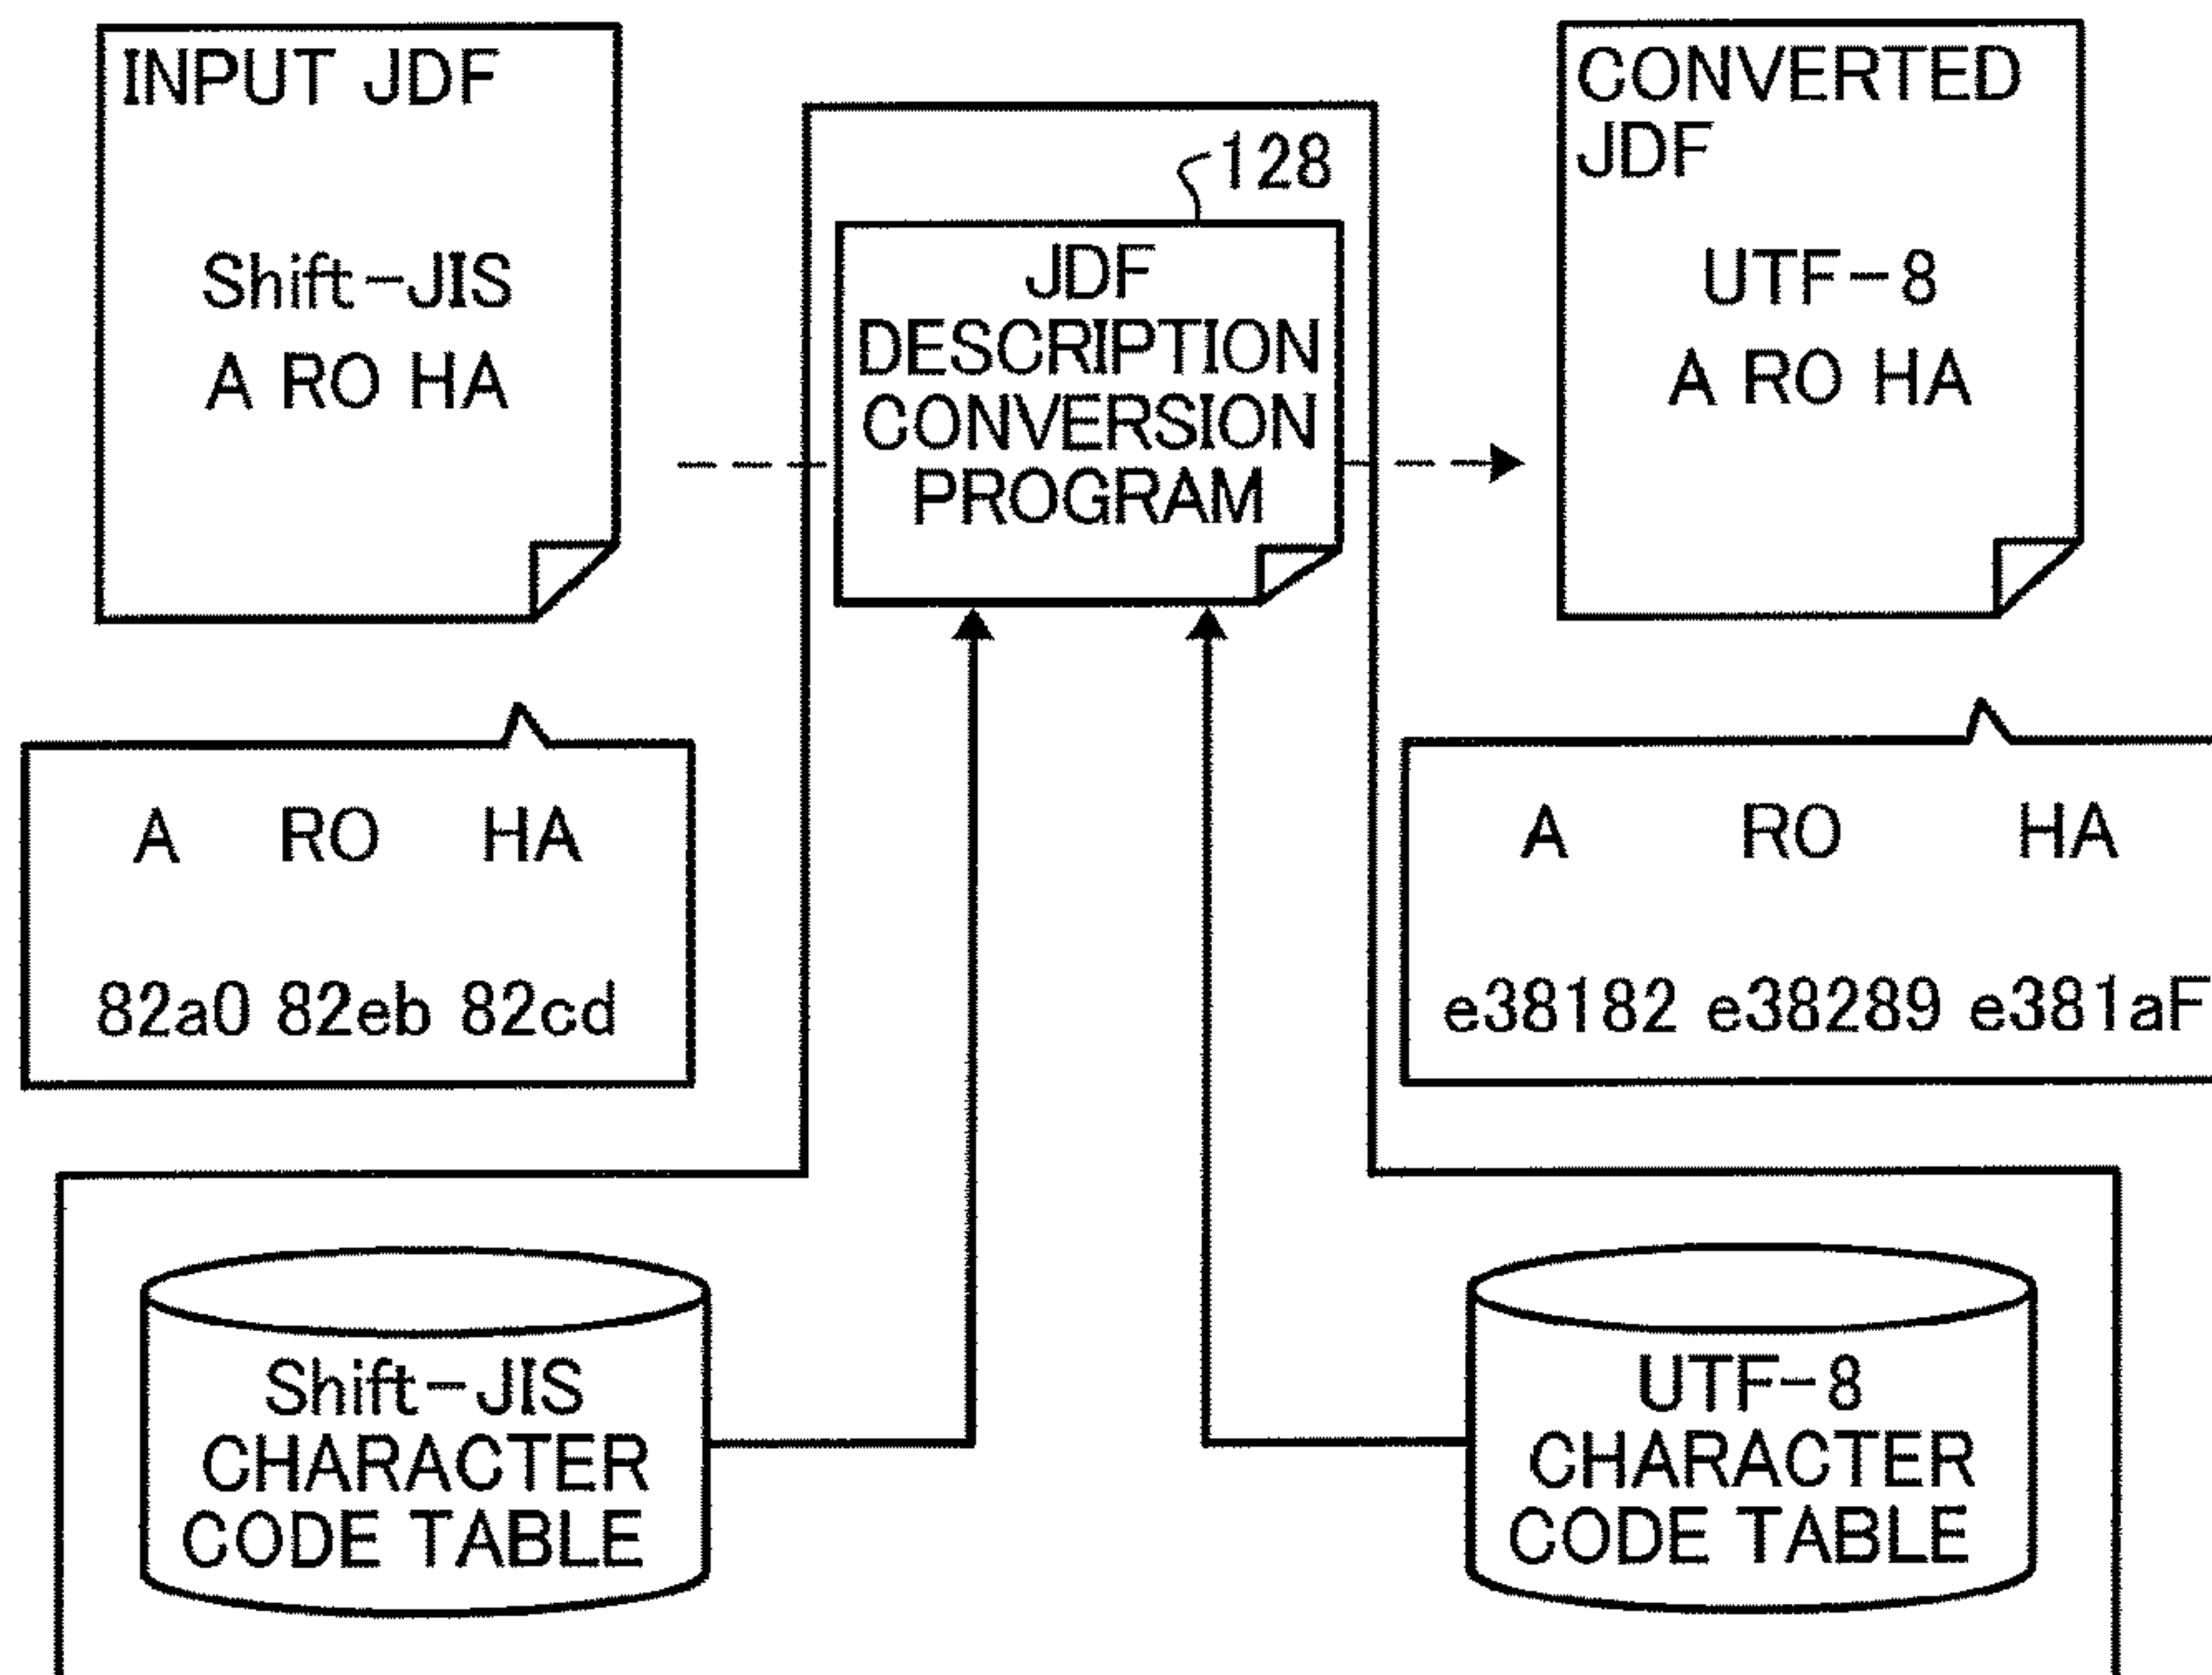 INPUT JDF
Shift-JIS
A RO HA
128
JDF
DESCRIPTION
CONVERSION
PROGRAM
CONVERTED
JDF
UTF-8
A RO HA
A RO HA
82a0 82eb 82cd
A RO HA
e38182 e38289 e381aF
Shift-JIS
CHARACTER
CODE TABLE
UTF-8
CHARACTER
CODE TABLE